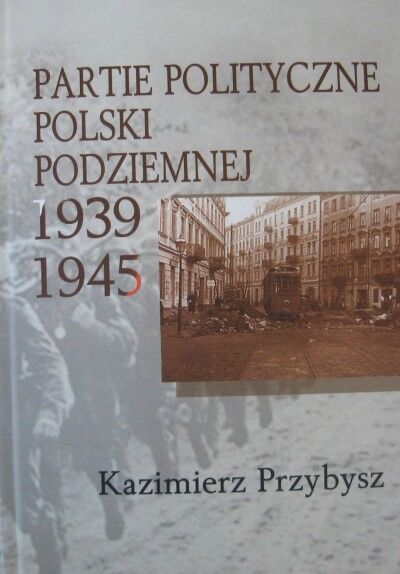 PARTIE POLITYCZNE
POLSKI
PODZIEMNEJ
1939
1945
Kazimierz Przybysz